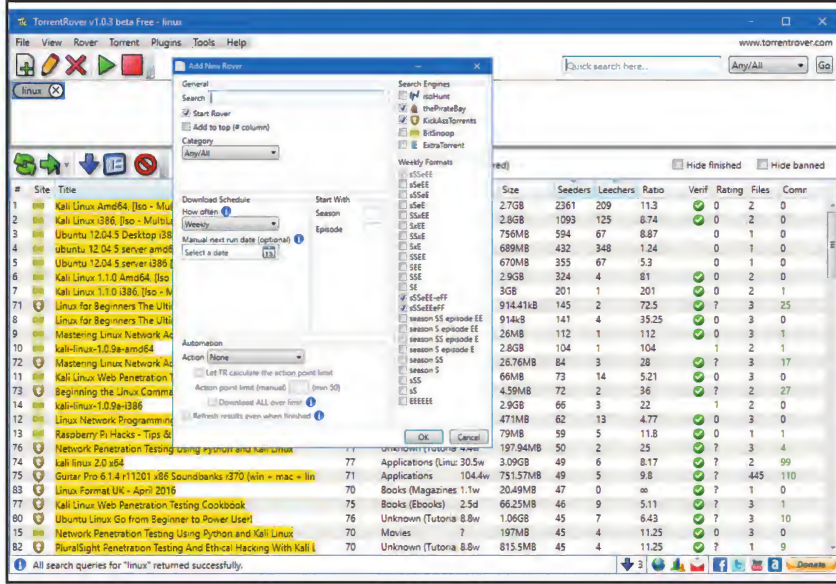 TorrentRover v1.0.3 beta Free - linux
File View Rover Torrent Plugins Tools Help
www.torrentrover.com
Quick search here...
Any/All
Go
linux
Add New Rover
General
Search
Start Rover
Add to top (# column)
Category
Any/All
Download Schedule
How often
Weekly
Manual next run date (optional)
Select a date
15
Start With
Season
Episode
Automation
Action None
Let TR calculate the action point limit
Action point limit (manual) (min 50)
Download ALL over limit
Refresh results even when finished
Search Engines
isoHunt
thePirateBay
KickAssTorrents
BitSnoop
ExtraTorrent
Weekly Formats
sSSeEE
sSeEE
sSSeE
sSeE
SSxEE
SxEE
SSxE
SxE
SSEE
SEE
SSE
SE
sSSeEE-eFF
sSSeEEeFF
season SS episode EE
season S episode EE
season SS episode E
season S episode E
season SS
season S
sSS
sS
EEEEEE
OK Cancel
Hide finished Hide banned
# Site Title Size Seeders Leechers Ratio Verif Rating Files Comr
1 Kali Linux Amd64, [Iso - Mul 2.7GB 2361 209 11.3 0 2 0
2 Kali Linux i386, [Iso - MultiLa 2.8GB 1093 125 8.74 0 2 0
3 Ubuntu 12.04.5 Desktop i38 756MB 594 67 8.87 0 1 0
4 ubuntu 12.04 5 server amd6 689MB 432 348 1.24 0 1 0
5 Ubuntu 12.04.5 server i386 [ 670MB 355 67 5.3 0 1 0
6 Kali Linux 1.1.0 Amd64, [Iso 2.9GB 324 4 81 0 2 0
7 Kali Linux 1.1.0 i386, [Iso - M 3GB 201 1 201 0 2 1
71 Linux for Beginners The Ulti 914.41kB 145 2 72.5 ? 3 25
8 Linux for Beginners The Ulti 914kB 141 4 35.25 0 3 0
9 Mastering Linux Network Ac 26MB 112 1 112 0 3 1
10 kali-linux-1.0.9a-amd64 2.8GB 104 1 104 1 2 1
72 Mastering Linux Network Ac 26.76MB 84 3 28 ? 3 17
11 Kali Linux Web Penetration T 66MB 73 14 5.21 0 3 0
73 Beginning the Linux Comma 4.59MB 72 2 36 ? 2 27
14 kali-linux-1.0.9a-i386 2.9GB 66 3 22 1 2 0
12 Linux Network Programming 471MB 62 13 4.77 0 3 0
13 Raspberry Pi Hacks - Tips & 79MB 59 5 11.8 0 1 1
76 Network Penetration Testing Using Python and Kali Linux 77 Unknown (Tutoria 4.4w 197.94MB 50 2 25 ? 3 4
74 kali linux 2.0 x64 77 Applications (Linu: 30.5w 3.09GB 49 6 8.17 ? 2 99
75 Guitar Pro 6.1.4 r11201 x86 Soundbanks r370 (win + mac + lin 71 Applications 104.4w 751.57MB 49 5 9.8 ? 445 110
83 Linux Format UK - April 2016 70 Books (Magazines 1.1w 20.49MB 47 0 ∞ ? 1 0
77 Kali Linux Web Penetration Testing Cookbook 75 Books (Ebooks) 2.5d 66.25MB 46 9 5.11 ? 3 1
80 Ubuntu Linux Go from Beginner to Power User! 76 Unknown (Tutoria 8.8w 1.06GB 45 7 6.43 ? 3 10
15 Network Penetration Testing Using Python and Kali Linux 70 Movies ? 197MB 45 4 11.25 0 3 0
82 PluralSight Penetration Testing And Ethical Hacking With Kali L 70 Unknown (Tutoria 8.8w 815.5MB 45 4 11.25 ? 1 9
All search queries for "linux" returned successfully.
3
Donate